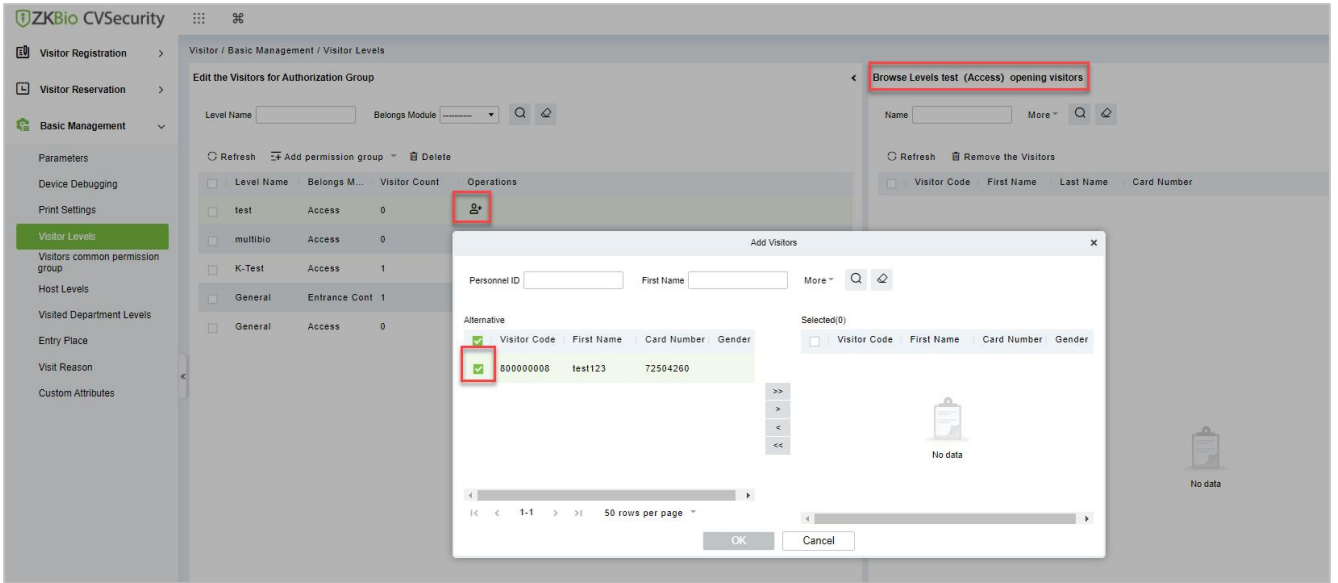 ZKBio CVSecurity
Visitor Registration >
Visitor Reservation >
Basic Management
Parameters
Device Debugging
Print Settings
Visitor Levels
Visitors common permission
group
Host Levels
Visited Department Levels
Entry Place
Visit Reason
Custom Attributes
Visitor / Basic Management / Visitor Levels
Edit the Visitors for Authorization Group
Level Name Belongs Module ----------
Refresh Add permission group Delete
Level Name Belongs M... Visitor Count Operations
test Access 0
multibio Access 0
K-Test Access 1
General Entrance Cont 1
General Access 0
< Browse Levels test (Access) opening visitors
Name More
Refresh Remove the Visitors
Visitor Code First Name Last Name Card Number
No data
Add Visitors ×
Personnel ID First Name More
Alternative
Visitor Code First Name Card Number Gender
800000008 test123 72504260
|< < 1-1 > >| 50 rows per page
>>
>
<
<<
Selected(0)
Visitor Code First Name Card Number Gender
No data
OK Cancel